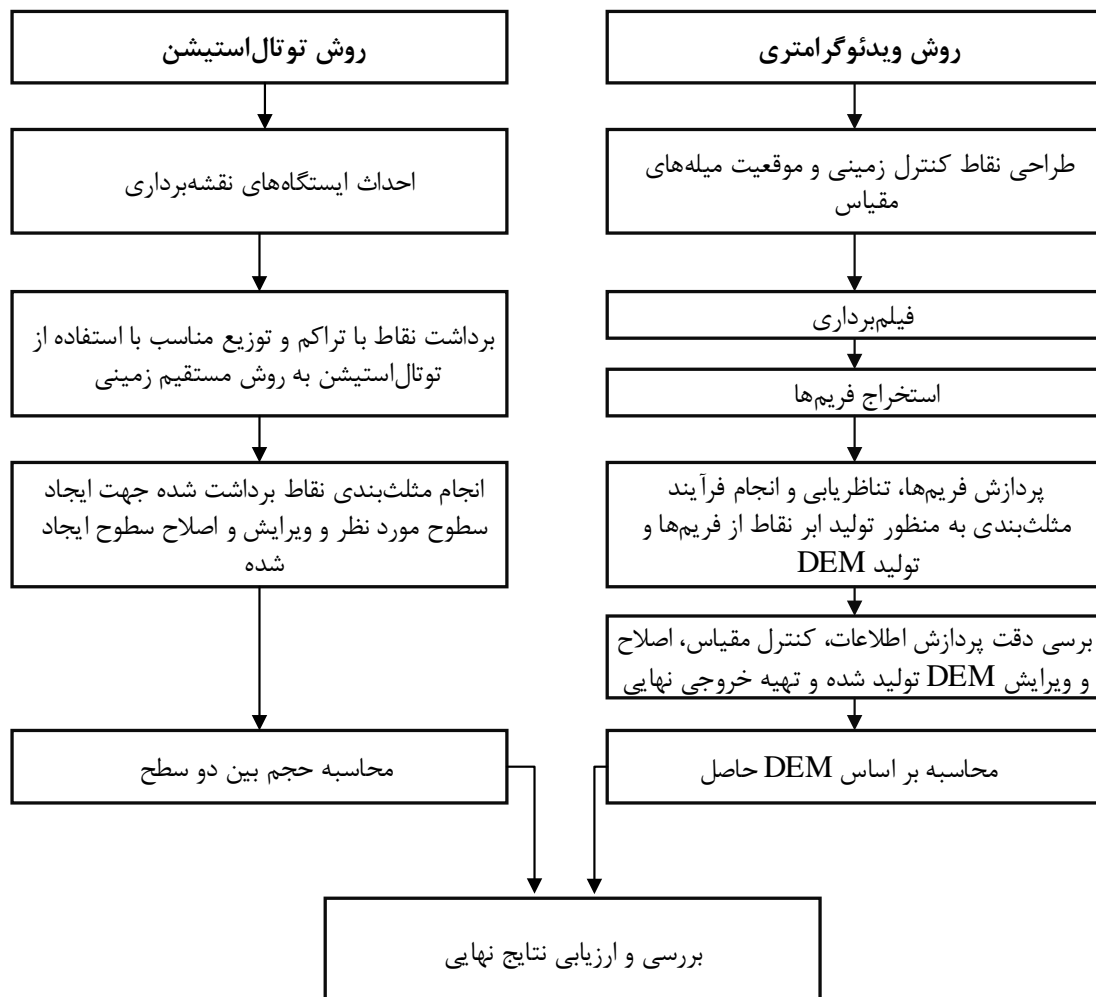 روش ویدئوگرامتری
طراحی نقاط کنترل زمینی و موقعیت میله‌های
مقیاس
فیلم‌برداری
استخراج فریم‌ها
پردازش فریم‌ها، تناظریابی و انجام فرآیند
مثلث‌بندی به منظور تولید ابر نقاط از فریم‌ها و
تولید DEM
برسی دقت پردازش اطلاعات، کنترل مقیاس، اصلاح
و ویرایش DEM تولید شده و تهیه خروجی نهایی
محاسبه بر اساس DEM حاصل
روش توتال‌استیشن
احداث ایستگاه‌های نقشه‌برداری
برداشت نقاط با تراکم و توزیع مناسب با استفاده از
توتال‌استیشن به روش مستقیم زمینی
انجام مثلث‌بندی نقاط برداشت شده جهت ایجاد
سطوح مورد نظر و ویرایش و اصلاح سطوح ایجاد
شده
محاسبه حجم بین دو سطح
بررسی و ارزیابی نتایج نهایی